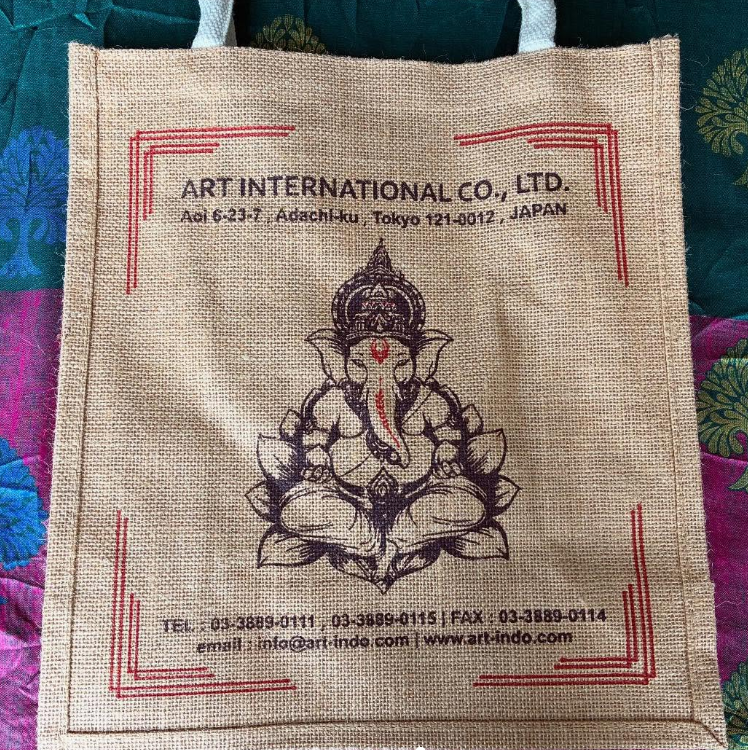 ART INTERNATIONAL CO., LTD.
Aoi 6-23-7 , Adachi-ku , Tokyo 121-0012 , JAPAN
TEL : 03-3889-0111 , 03-3889-0115 | FAX : 03-3889-0114
email : info@art-indo.com | www.art-indo.com